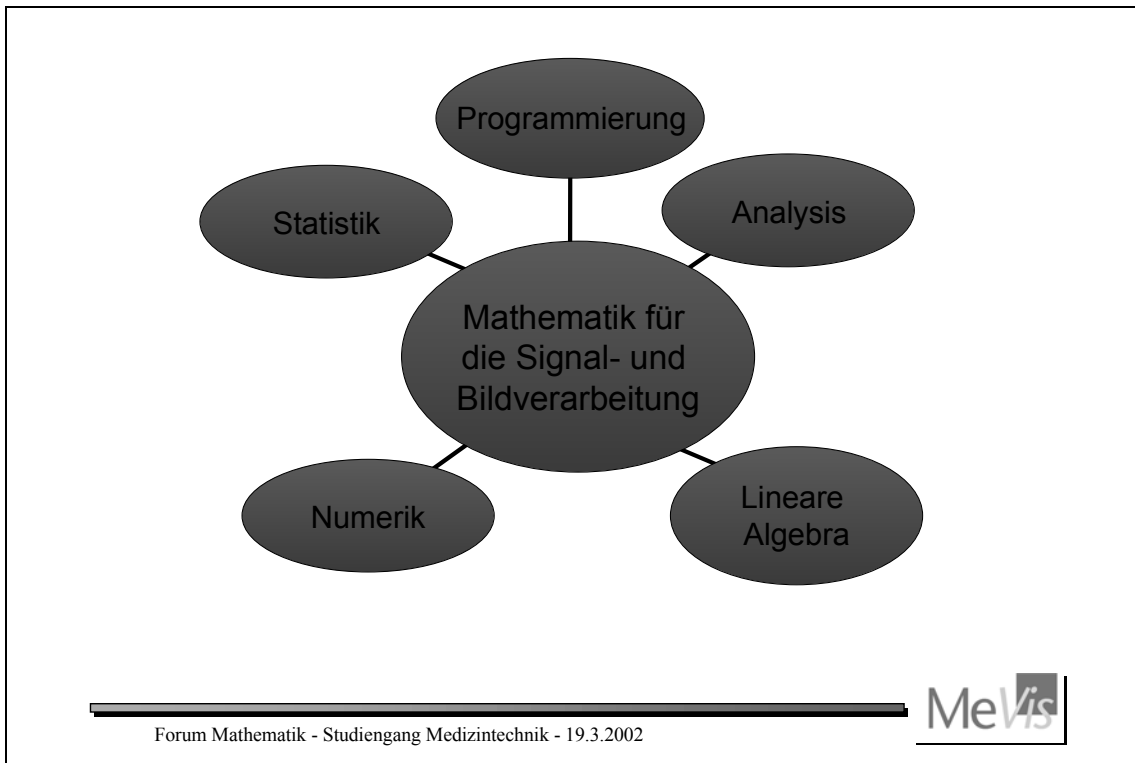 Programmierung
Statistik
Analysis
Mathematik für
die Signal- und
Bildverarbeitung
Numerik
Lineare
Algebra
Forum Mathematik - Studiengang Medizintechnik - 19.3.2002
MeVis